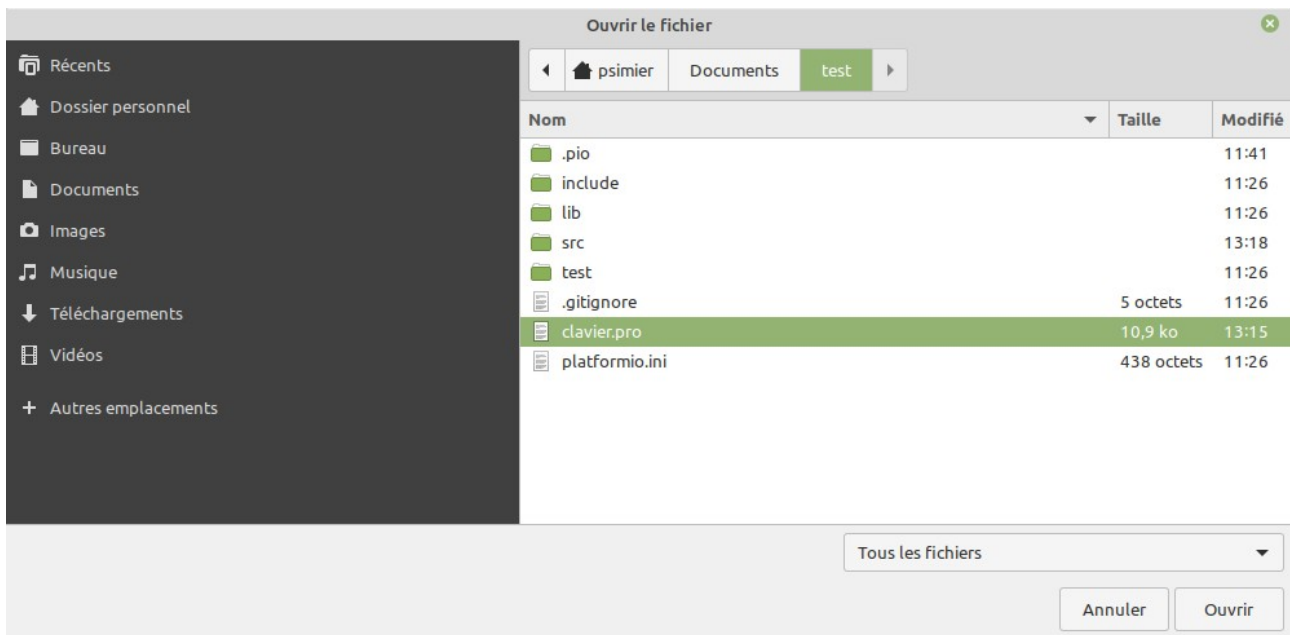 Ouvrir le fichier
Récents
Dossier personnel
Bureau
Documents
Images
Musique
Téléchargements
Vidéos
+ Autres emplacements
psimier Documents test
Nom Taille Modifié
.pio 11:41
include 11:26
lib 11:26
src 13:18
test 11:26
.gitignore 5 octets 11:26
clavier.pro 10,9 ko 13:15
platformio.ini 438 octets 11:26
Tous les fichiers
Annuler Ouvrir